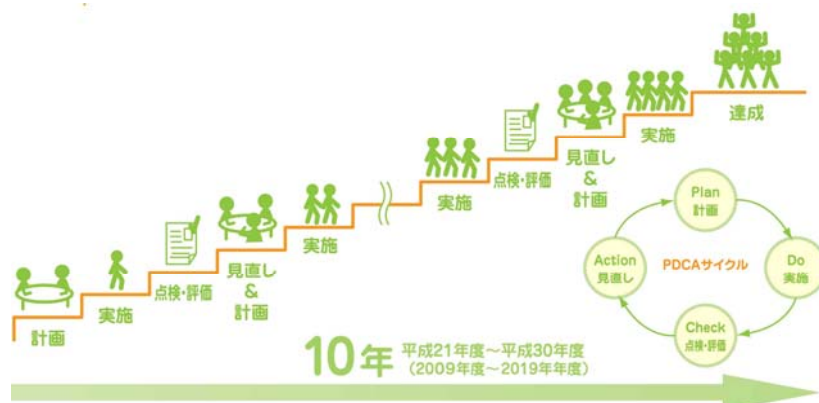 計画
実施
点検・評価
見直し
&
計画
実施
実施
点検・評価
見直し
&
計画
実施
達成
Plan
計画
Do
実施
Check
点検・評価
Action
見直し
PDCAサイクル
10年
平成21年度～平成30年度
（2009年度～2019年年度）